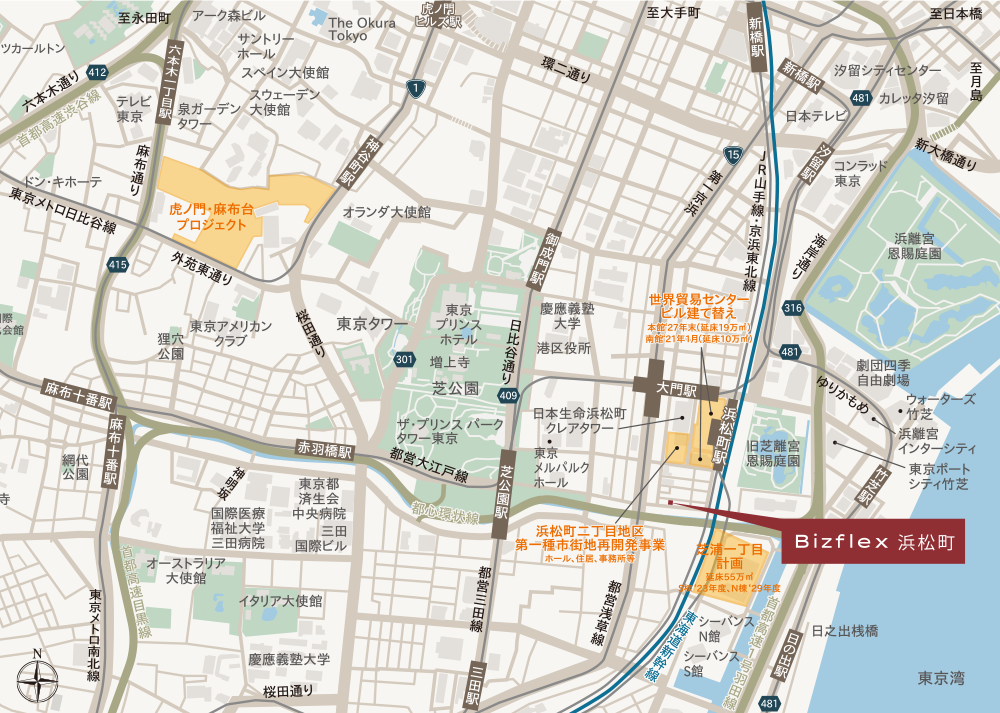 至永田町
アーク森ビル
The Okura
Tokyo
虎ノ門
ヒルズ駅
至大手町
新橋駅
至日本橋
ツカールトン
六本木通り
412
六本木一丁目駅
サントリー
ホール
スペイン大使館
スウェーデン
大使館
環二通り
1
新橋駅
汐留シティセンター
481
カレッタ汐留
至月島
首都高速渋谷線
テレビ
東京
泉ガーデン
タワー
日本テレビ
麻布通り
神谷町駅
15
汐留駅
新大橋通り
ドン・キホーテ
東京メトロ日比谷線
虎ノ門・麻布台
プロジェクト
オランダ大使館
第一京浜
JR山手線・京浜東北線
コンラッド
東京
浜離宮
恩賜庭園
415
外苑東通り
御成門駅
海岸通り
世界貿易センター
ビル建て替え
本館'27年末(延床19万㎡)
南館'21年1月(延床10万㎡)
316
国際
文化会館
狸穴
公園
東京アメリカン
クラブ
桜田通り
東京タワー
東京
プリンス
ホテル
日比谷通り
慶應義塾
大学
港区役所
301
増上寺
芝公園
409
481
ゆりかもめ
劇団四季
自由劇場
ウォーターズ
竹芝
麻布十番駅
麻布十番駅
大門駅
浜松町駅
日本生命浜松町
クレアタワー
ザ・プリンス パーク
タワー東京
浜離宮
インターシティ
赤羽橋駅
都営大江戸線
東京
メルパルク
ホール
旧芝離宮
恩賜庭園
東京ポート
シティ竹芝
竹芝駅
網代
公園
寺
神明坂
東京都
済生会
中央病院
芝公園駅
国際医療
福祉大学
三田病院
三田
国際ビル
都心環状線
浜松町二丁目地区
第一種市街地再開発事業
ホール、住居、事務所等
Bizflex 浜松町
芝浦一丁目
計画
延床55万㎡
S棟 '23年度、N棟 '29年度
オーストラリア
大使館
首都高速目黒線
イタリア大使館
都営三田線
都営浅草線
東海道新幹線
シーバンス
N館
シーバンス
S館
首都高速1号羽田線
日の出駅
日之出桟橋
東京メトロ南北線
慶應義塾大学
桜田通り
三田駅
481
東京湾
N